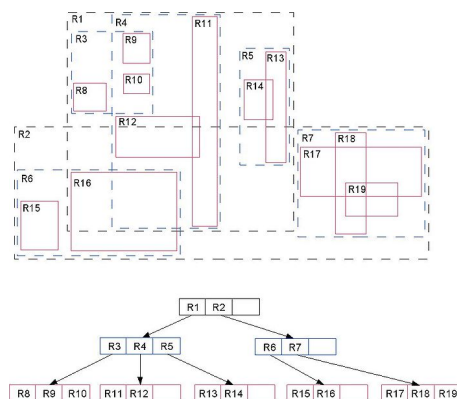 R1
R4
R11
R3
R9
R5
R13
R10
R14
R8
R12
R2
R7
R18
R17
R6
R16
R19
R15
R1 R2
R3 R4 R5
R6 R7
R8 R9 R10
R11 R12
R13 R14
R15 R16
R17 R18 R19